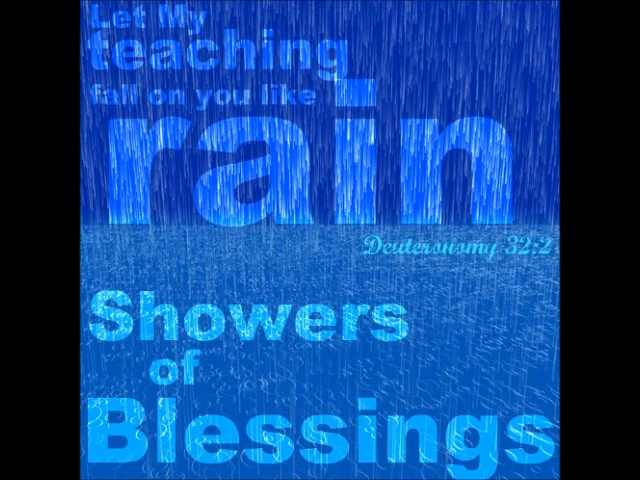 Let My
teaching
fall on you like
rain
Deuteronomy 32:2
Showers
of
Blessings